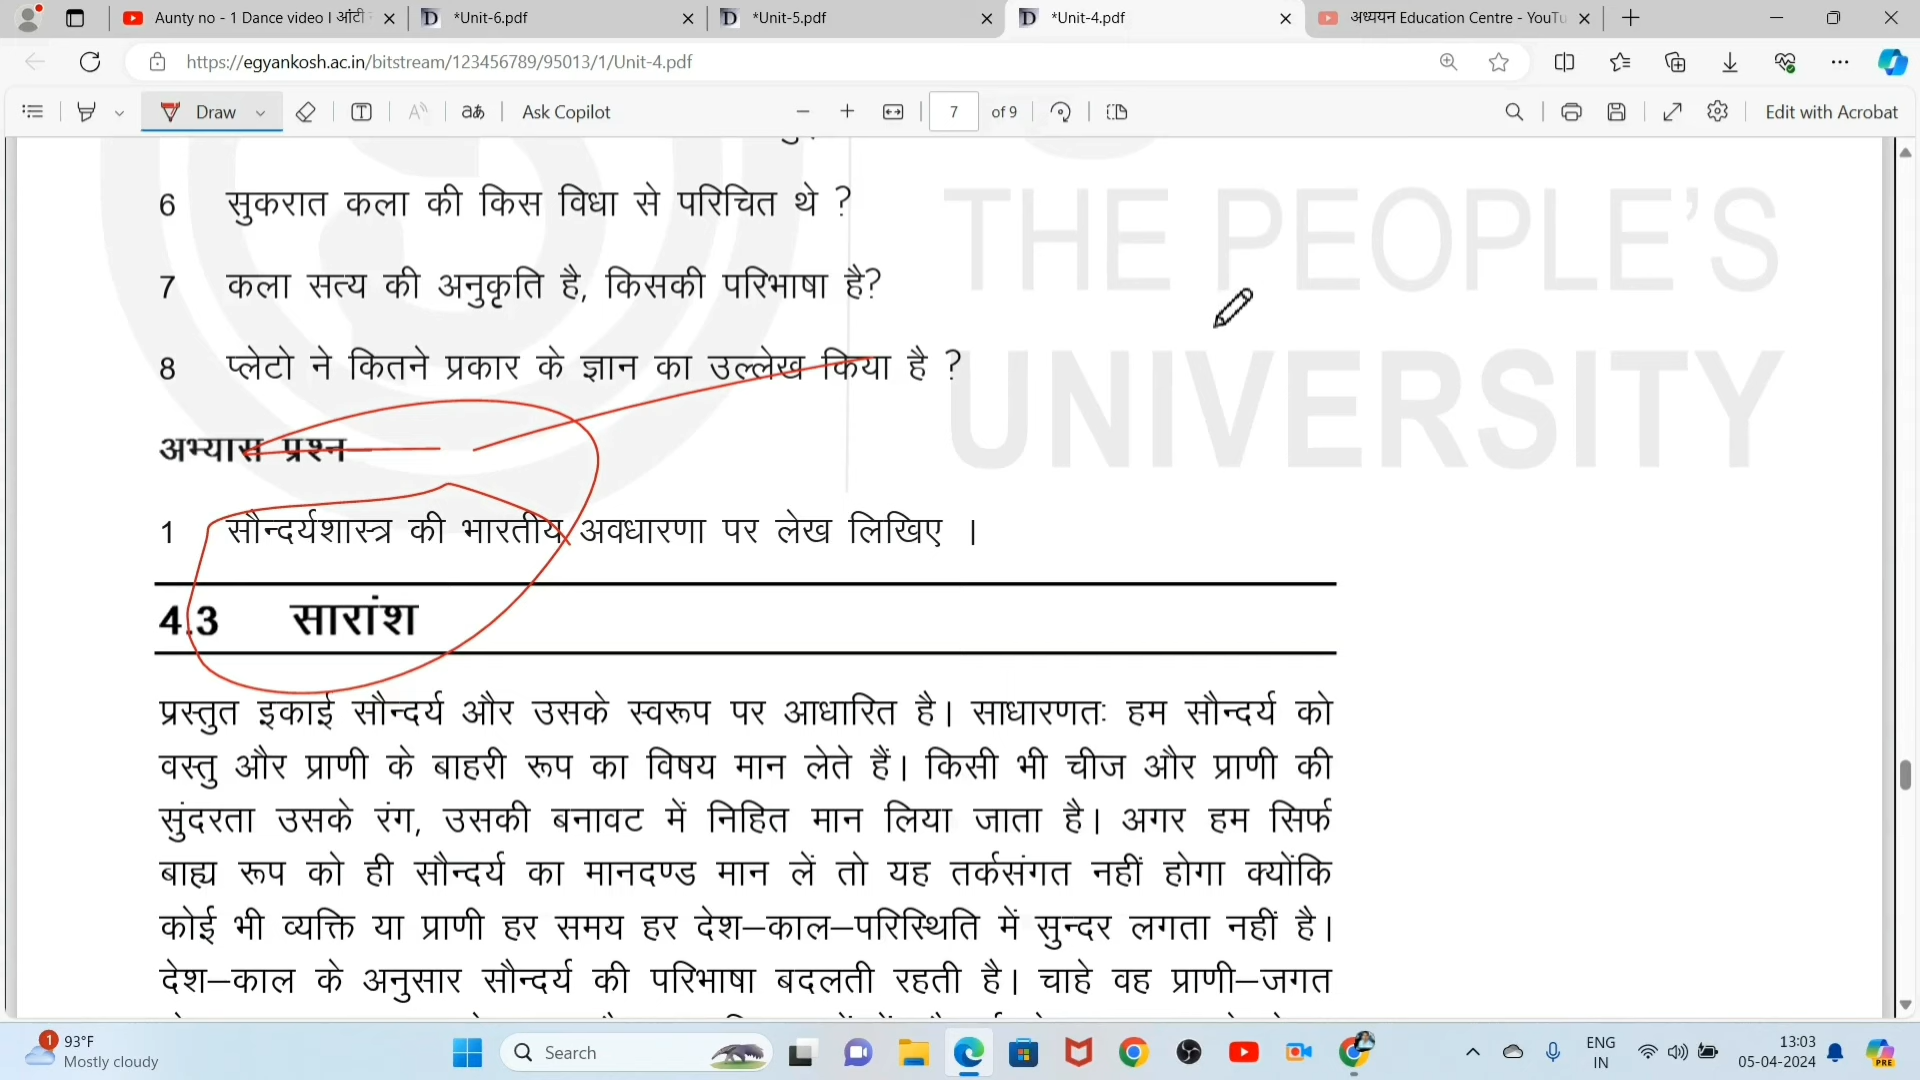 Aunty no - 1 Dance video I आंटी
*Unit-6.pdf
*Unit-5.pdf
*Unit-4.pdf
अध्ययन Education Centre - YouTu
https://egyankosh.ac.in/bitstream/123456789/95013/1/Unit-4.pdf
Draw
aあ
Ask Copilot
7 of 9
Edit with Acrobat
6 सुकरात कला की किस विधा से परिचित थे ?
7 कला सत्य की अनुकृति है, किसकी परिभाषा है?
8 प्लेटो ने कितने प्रकार के ज्ञान का उल्लेख किया है ?
THE PEOPLE'S
UNIVERSITY
अभ्यास प्रश्न
1 सौन्दर्यशास्त्र की भारतीय अवधारणा पर लेख लिखिए ।
4.3 सारांश
प्रस्तुत इकाई सौन्दर्य और उसके स्वरूप पर आधारित है। साधारणतः हम सौन्दर्य को
वस्तु और प्राणी के बाहरी रूप का विषय मान लेते हैं। किसी भी चीज और प्राणी की
सुंदरता उसके रंग, उसकी बनावट में निहित मान लिया जाता है। अगर हम सिर्फ
बाह्य रूप को ही सौन्दर्य का मानदण्ड मान लें तो यह तर्कसंगत नहीं होगा क्योंकि
कोई भी व्यक्ति या प्राणी हर समय हर देश–काल–परिस्थिति में सुन्दर लगता नहीं है।
देश–काल के अनुसार सौन्दर्य की परिभाषा बदलती रहती है। चाहे वह प्राणी–जगत
1
93°F
Mostly cloudy
Search
ENG
IN
13:03
05-04-2024
PRE